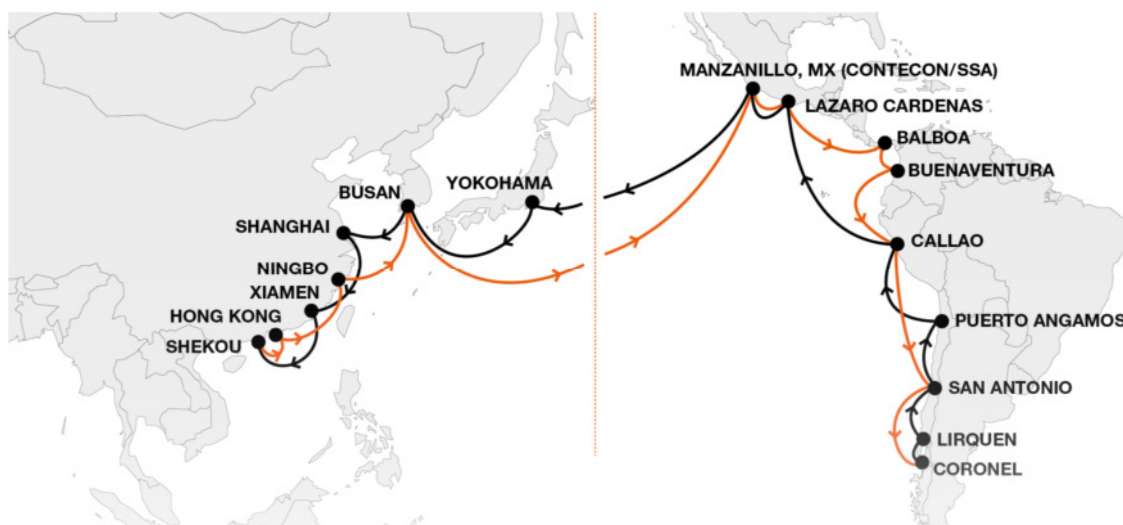 MANZANILLO, MX (CONTECON/SSA)
LAZARO CARDENAS
BALBOA
BUENAVENTURA
YOKOHAMA
BUSAN
SHANGHAI
CALLAO
NINGBO
XIAMEN
HONG KONG
SHEKOU
PUERTO ANGAMOS
SAN ANTONIO
LIRQUEN
CORONEL